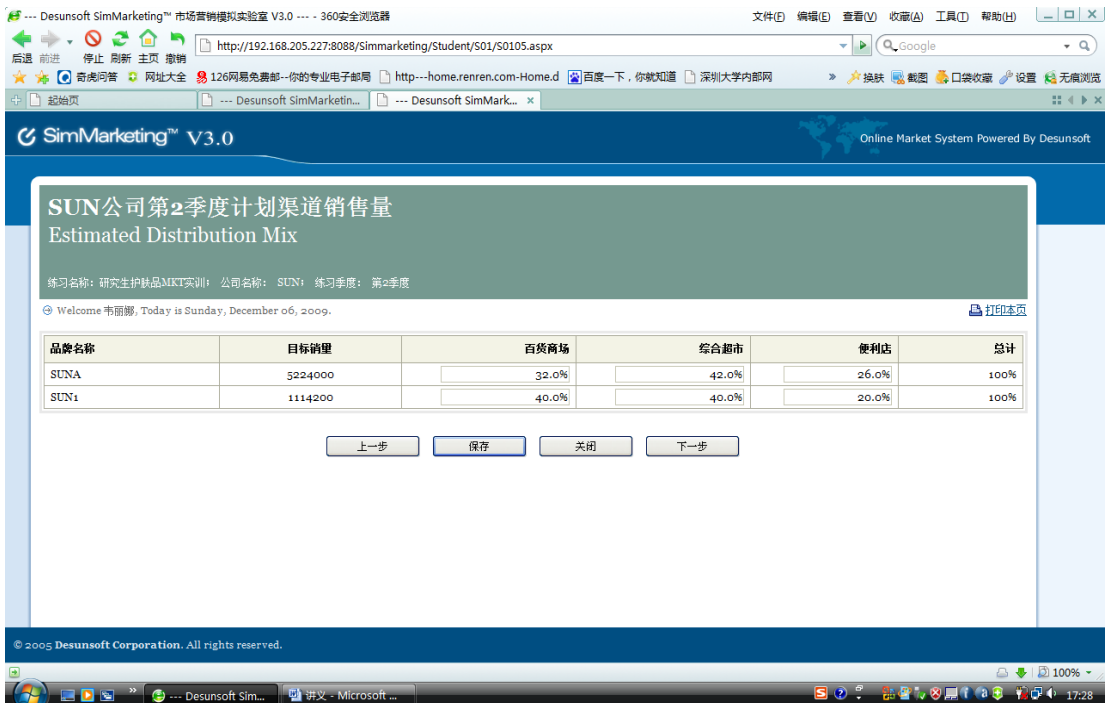 --- Desunsoft SimMarketing™ 市场营销模拟实验室 V3.0 --- - 360安全浏览器
文件(F) 编辑(E) 查看(V) 收藏(A) 工具(T) 帮助(H)
后退 前进 停止 刷新 主页 撤销
http://192.168.205.227:8088/Simmarketing/Student/S01/S0105.aspx
Google
奇虎问答 网址大全 126网易免费邮--你的专业电子邮局 http---home.renren.com-Home.d 百度一下，你就知道 深圳大学内部网 » 换肤 截图 口袋收藏 设置 无痕浏览
起始页 --- Desunsoft SimMarketin... --- Desunsoft SimMark... ×
SimMarketing™ V3.0
Online Market System Powered By Desunsoft
SUN公司第2季度计划渠道销售量
Estimated Distribution Mix
练习名称：研究生护肤品MKT实训； 公司名称： SUN； 练习季度： 第2季度
Welcome 韦丽娜, Today is Sunday, December 06, 2009.
打印本页
品牌名称 目标销量 百货商场 综合超市 便利店 总计
SUNA 5224000 32.0% 42.0% 26.0% 100%
SUN1 1114200 40.0% 40.0% 20.0% 100%
上一步 保存 关闭 下一步
© 2005 Desunsoft Corporation. All rights reserved.
100%
» --- Desunsoft Sim... 讲义 - Microsoft ... 17:28